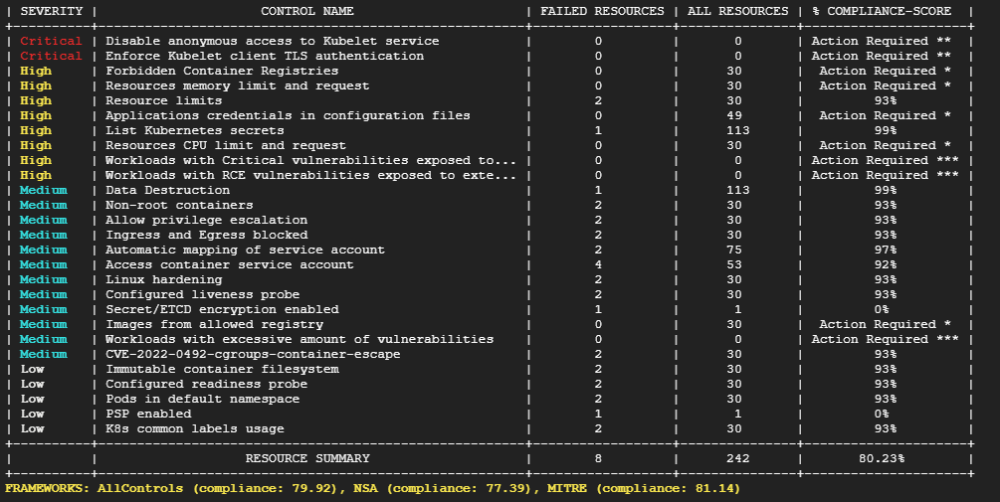 | SEVERITY | CONTROL NAME | FAILED RESOURCES | ALL RESOURCES | % COMPLIANCE-SCORE |
| Critical | Disable anonymous access to Kubelet service | 0 | 0 | Action Required ** |
| Critical | Enforce Kubelet client TLS authentication | 0 | 0 | Action Required ** |
| High | Forbidden Container Registries | 0 | 30 | Action Required * |
| High | Resources memory limit and request | 0 | 30 | Action Required * |
| High | Resource limits | 2 | 30 | 93% |
| High | Applications credentials in configuration files | 0 | 49 | Action Required * |
| High | List Kubernetes secrets | 1 | 113 | 99% |
| High | Resources CPU limit and request | 0 | 30 | Action Required * |
| High | Workloads with Critical vulnerabilities exposed to... | 0 | 0 | Action Required *** |
| High | Workloads with RCE vulnerabilities exposed to exte... | 0 | 0 | Action Required *** |
| Medium | Data Destruction | 1 | 113 | 99% |
| Medium | Non-root containers | 2 | 30 | 93% |
| Medium | Allow privilege escalation | 2 | 30 | 93% |
| Medium | Ingress and Egress blocked | 2 | 30 | 93% |
| Medium | Automatic mapping of service account | 2 | 75 | 97% |
| Medium | Access container service account | 4 | 53 | 92% |
| Medium | Linux hardening | 2 | 30 | 93% |
| Medium | Configured liveness probe | 2 | 30 | 93% |
| Medium | Secret/ETCD encryption enabled | 1 | 1 | 0% |
| Medium | Images from allowed registry | 0 | 30 | Action Required * |
| Medium | Workloads with excessive amount of vulnerabilities | 0 | 0 | Action Required *** |
| Medium | CVE-2022-0492-cgroups-container-escape | 2 | 30 | 93% |
| Low | Immutable container filesystem | 2 | 30 | 93% |
| Low | Configured readiness probe | 2 | 30 | 93% |
| Low | Pods in default namespace | 2 | 30 | 93% |
| Low | PSP enabled | 1 | 1 | 0% |
| Low | K8s common labels usage | 2 | 30 | 93% |
| | RESOURCE SUMMARY | 8 | 242 | 80.23% |
FRAMEWORKS: AllControls (compliance: 79.92), NSA (compliance: 77.39), MITRE (compliance: 81.14)